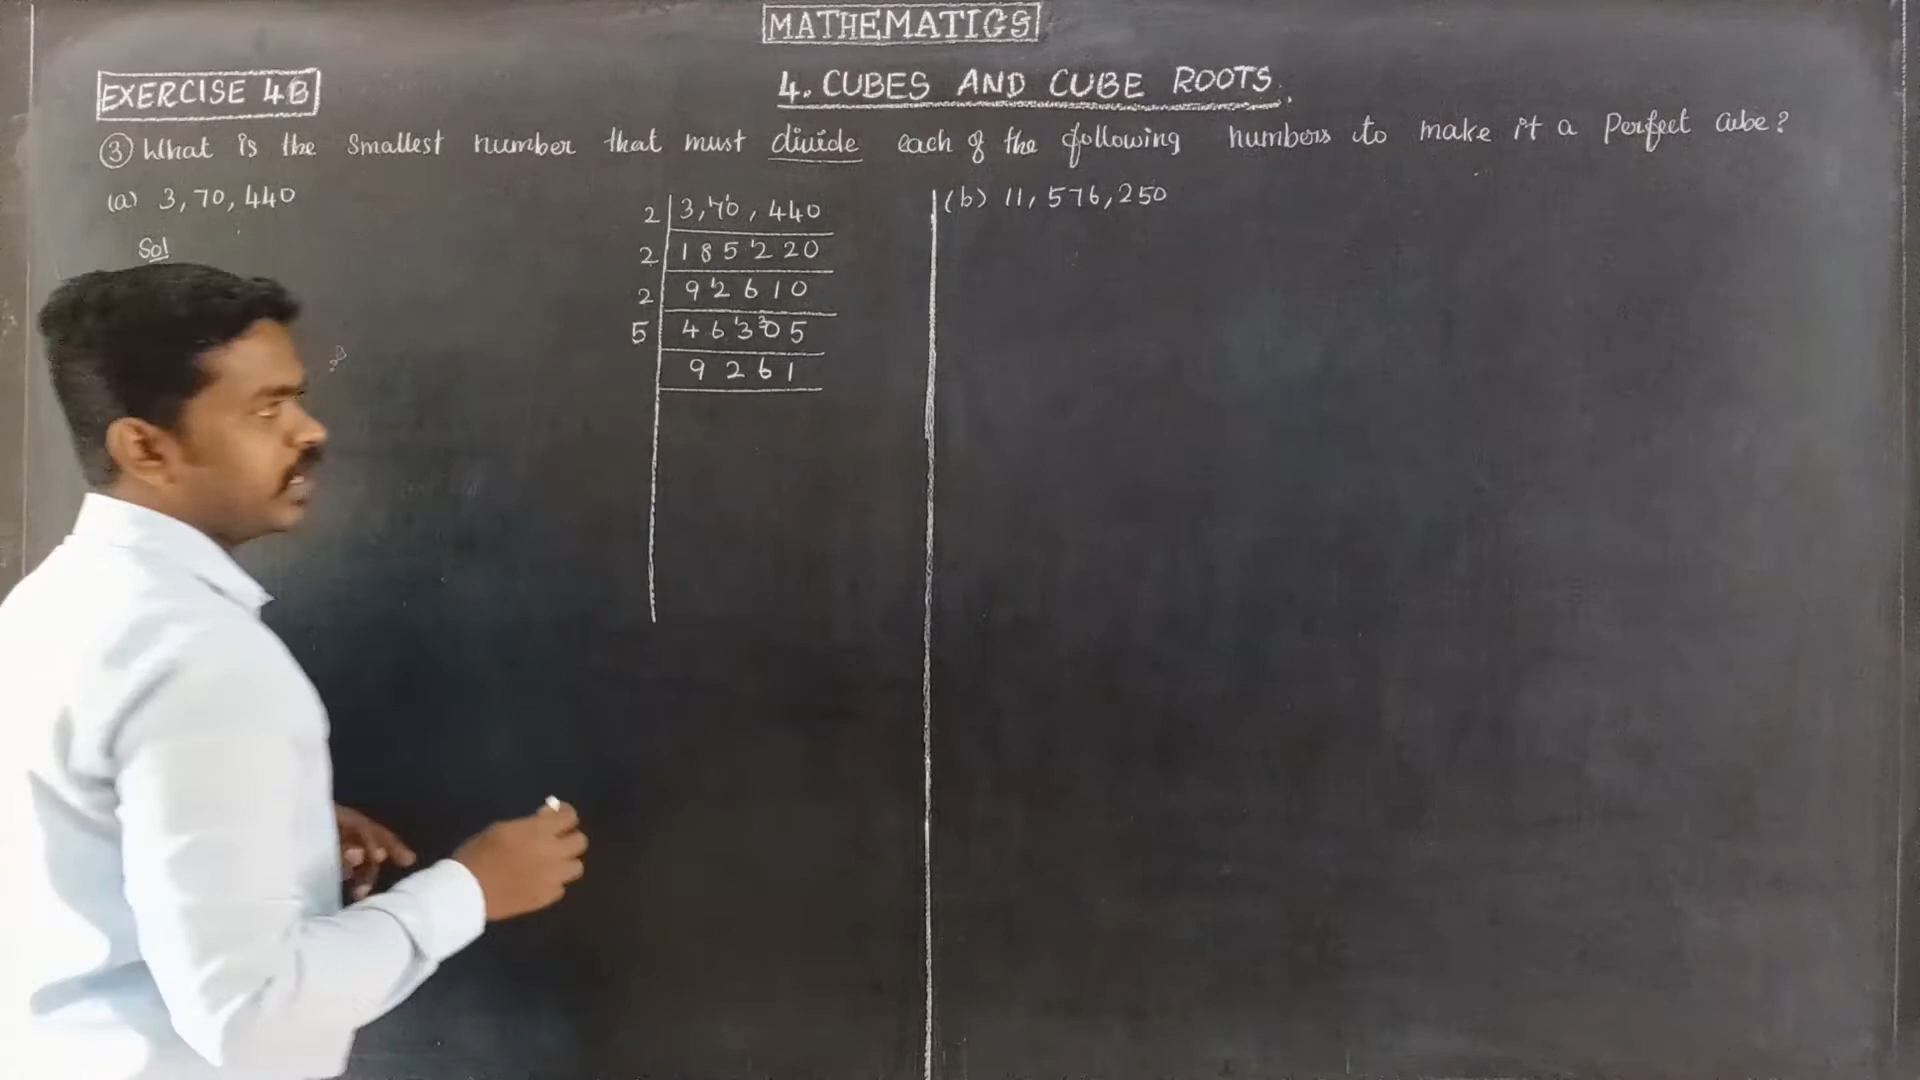 MATHEMATICS
EXERCISE 4B
4. CUBES AND CUBE ROOTS.
③ What is the smallest number that must divide each of the following numbers to make it a perfect cube?
(a) 3,70,440
Sol
2 | 3,70,440
2 | 185220
2 | 92610
5 | 46305
9261
(b) 11,576,250